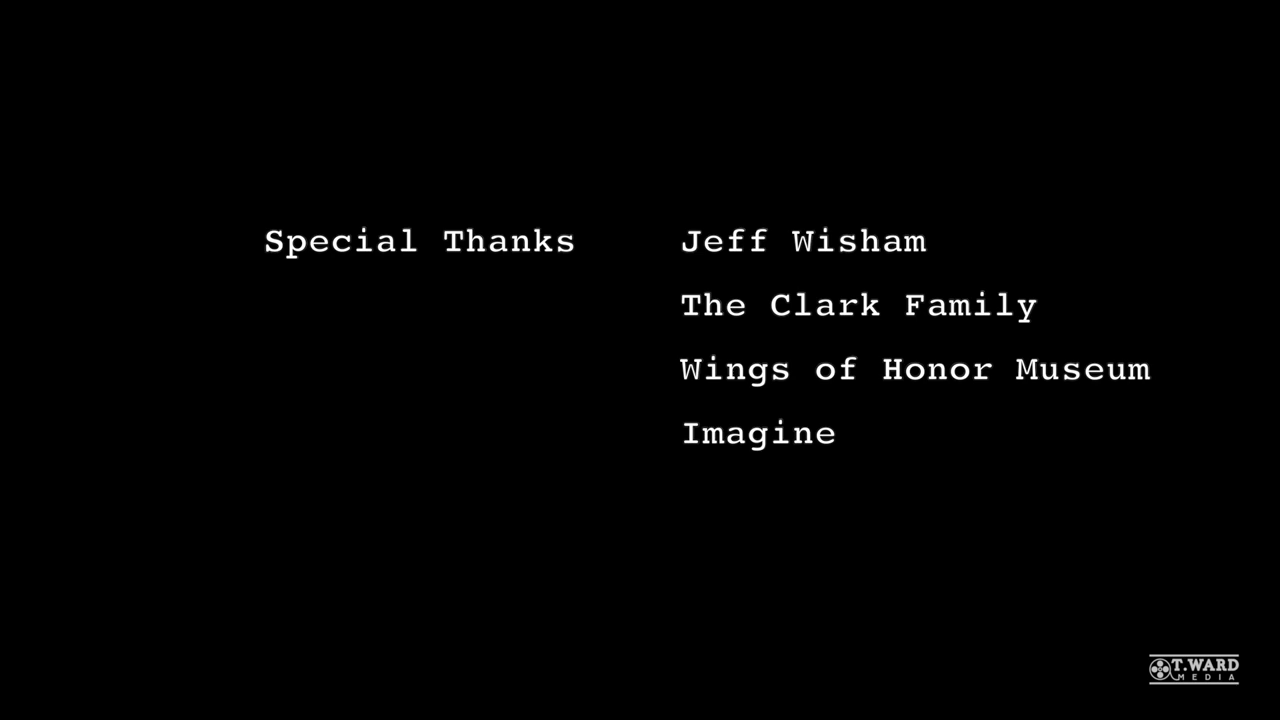 Special Thanks Jeff Wisham
The Clark Family
Wings of Honor Museum
Imagine
T.WARD
MEDIA